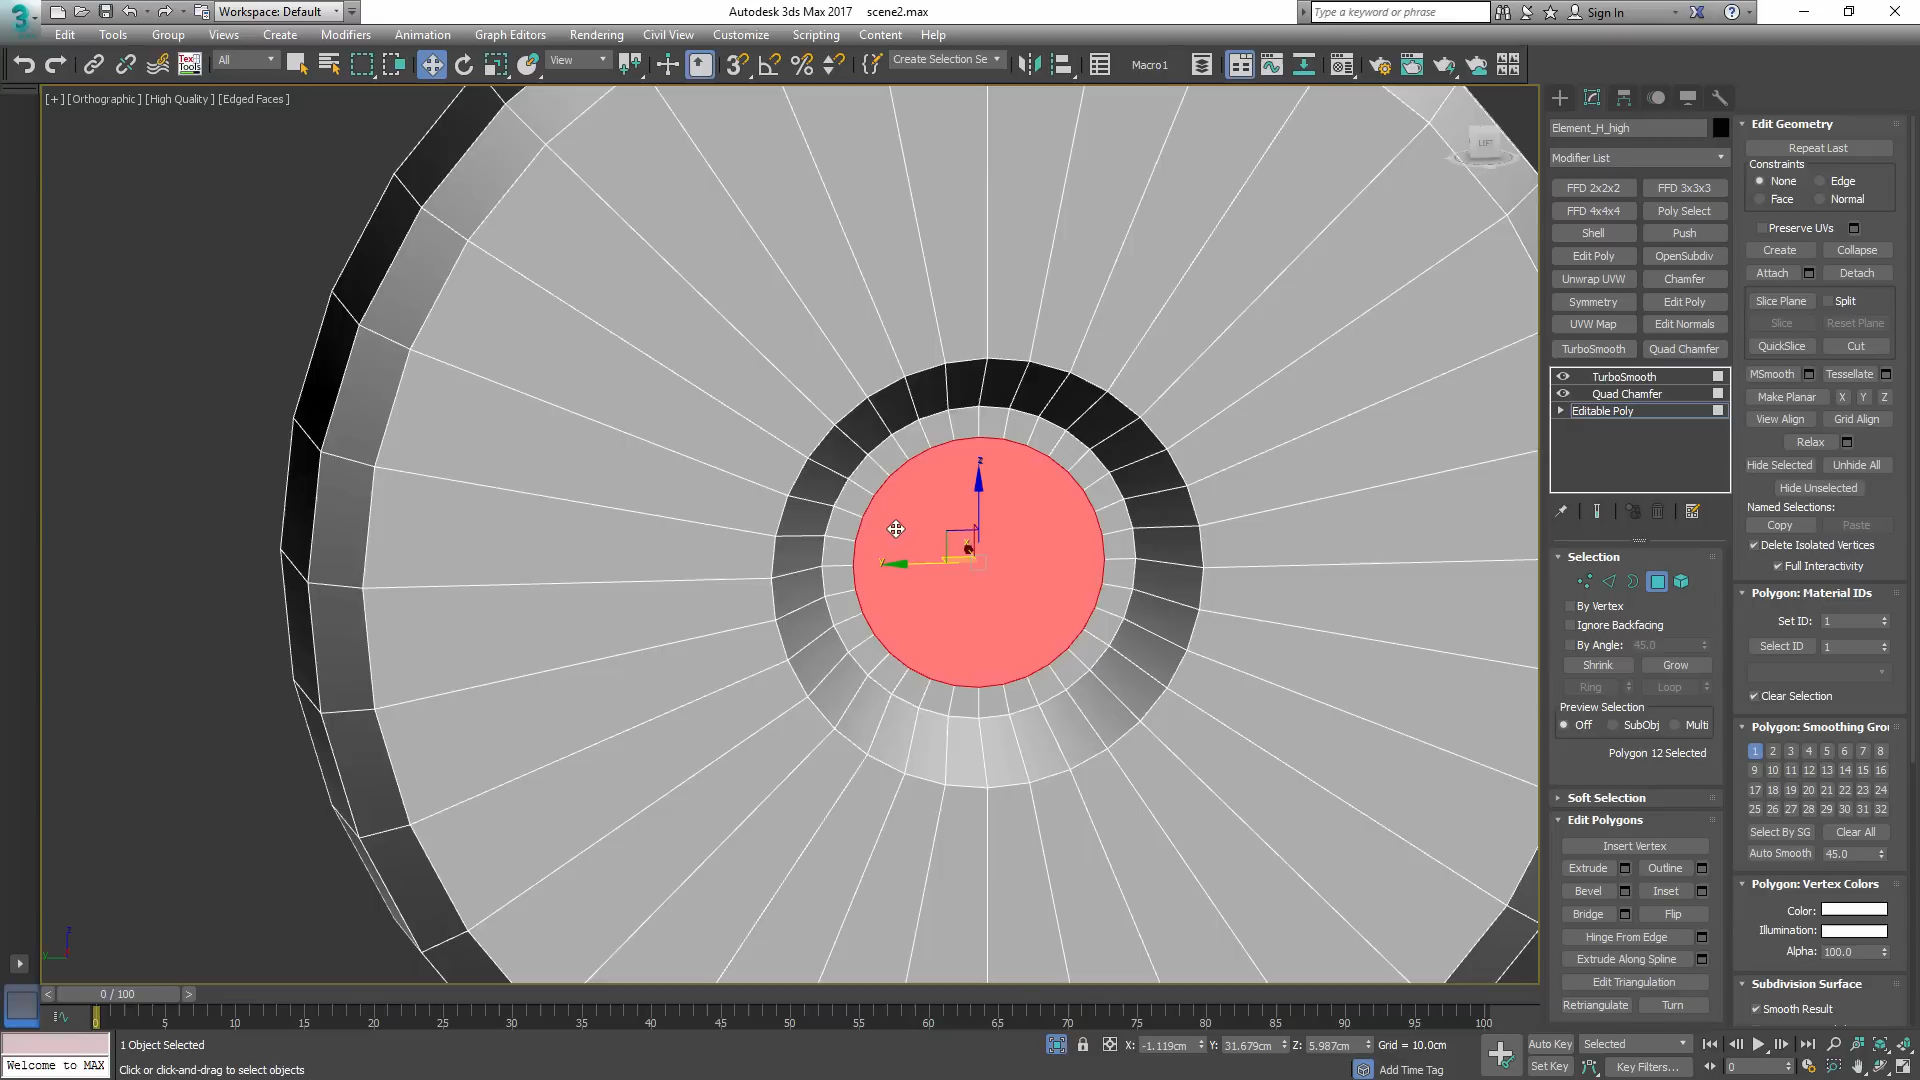 Workspace: Default
Autodesk 3ds Max 2017 scene2.max
Type a keyword or phrase
Sign In
Edit Tools Group Views Create Modifiers Animation Graph Editors Rendering Civil View Customize Scripting Content Help
All
View
Create Selection Se
Macro1
[+] [Orthographic ] [High Quality ] [Edged Faces ]
LIFT
z
y
z
y
Element_H_high
Modifier List
FFD 2x2x2 FFD 3x3x3
FFD 4x4x4 Poly Select
Shell Push
Edit Poly OpenSubdiv
Unwrap UVW Chamfer
Symmetry Edit Poly
UVW Map Edit Normals
TurboSmooth Quad Chamfer
TurboSmooth
Quad Chamfer
Editable Poly
Selection
By Vertex
Ignore Backfacing
By Angle: 45.0
Shrink Grow
Ring Loop
Preview Selection
Off SubObj Multi
Polygon 12 Selected
Soft Selection
Edit Polygons
Insert Vertex
Extrude Outline
Bevel Inset
Bridge Flip
Hinge From Edge
Extrude Along Spline
Edit Triangulation
Retriangulate Turn
Edit Geometry
Repeat Last
Constraints
None Edge
Face Normal
Preserve UVs
Create Collapse
Attach Detach
Slice Plane Split
Slice Reset Plane
QuickSlice Cut
MSmooth Tessellate
Make Planar X Y Z
View Align Grid Align
Relax
Hide Selected Unhide All
Hide Unselected
Named Selections:
Copy Paste
Delete Isolated Vertices
Full Interactivity
Polygon: Material IDs
Set ID: 1
Select ID 1
Clear Selection
Polygon: Smoothing Grou
1 2 3 4 5 6 7 8
9 10 11 12 13 14 15 16
17 18 19 20 21 22 23 24
25 26 27 28 29 30 31 32
Select By SG Clear All
Auto Smooth 45.0
Polygon: Vertex Colors
Color:
Illumination:
Alpha: 100.0
Subdivision Surface
Smooth Result
< 0 / 100 >
0 5 10 15 20 25 30 35 40 45 50 55 60 65 70 75 80 85 90 95 100
Welcome to MAX
1 Object Selected
Click or click-and-drag to select objects
X: -1.119cm Y: 31.679cm Z: 5.987cm Grid = 10.0cm
Add Time Tag
Auto Key Selected
Set Key Key Filters...
0